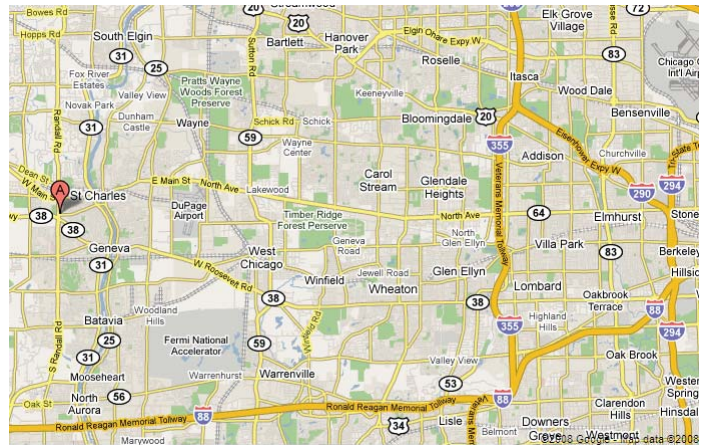 Bowes Rd
Hopps Rd
South Elgin
31
25
20
Streamwood
20
Bartlett
Hanover
Park
Elgin Ohare Expy W
Roselle
Itasca
290
Elk Grove
Village
72
83
Wood Dale
Chicago O
Int'l Air
Bensenville
Fox River
Estates
Valley View
Novak Park
Randall Rd
31
Dunham
Castle
Pratts Wayne
Woods Forest
Preserve
Wayne
Sutton Rd
59
Schick Rd
Schick
Wayne
Center
Keeneyville
Bloomingdale
20
355
Addison
Eisenhower Expy W
Churchville
290
294
Dean St
W Main St
A
St Charles
E Main St
North Ave
Lakewood
38
38
Geneva
31
DuPage
Airport
Timber Ridge
Forest Preserve
Carol
Stream
Glendale
Heights
North Ave
64
Veterans Memorial Tollway
Elmhurst
Stone
Geneva
Road
North
Glen Ellyn
Villa Park
83
Berkeley
Hillsid
West
Chicago
W Roosevelt Rd
Winfield
Jewell Road
Wheaton
Glen Ellyn
38
38
Lombard
Oakbrook
Terrace
88
294
Highland
Hills
355
Woodland
Hills
Batavia
25
31
S Randall Rd
Mooseheart
Fermi National
Accelerator
59
Warrenhurst
Warrenville
Valley View
53
Oak Brook
Oak St
56
North
Aurora
Ronald Reagan Memorial Tollway
88
Marywood
Ronald Reagan Memorial Tollway
34
88
Lisle
Belmont
Downers
Grove
Westmont
Clarendon
Hills
Western
Spring
Hinsdal
©2008 Google - Map data ©2008